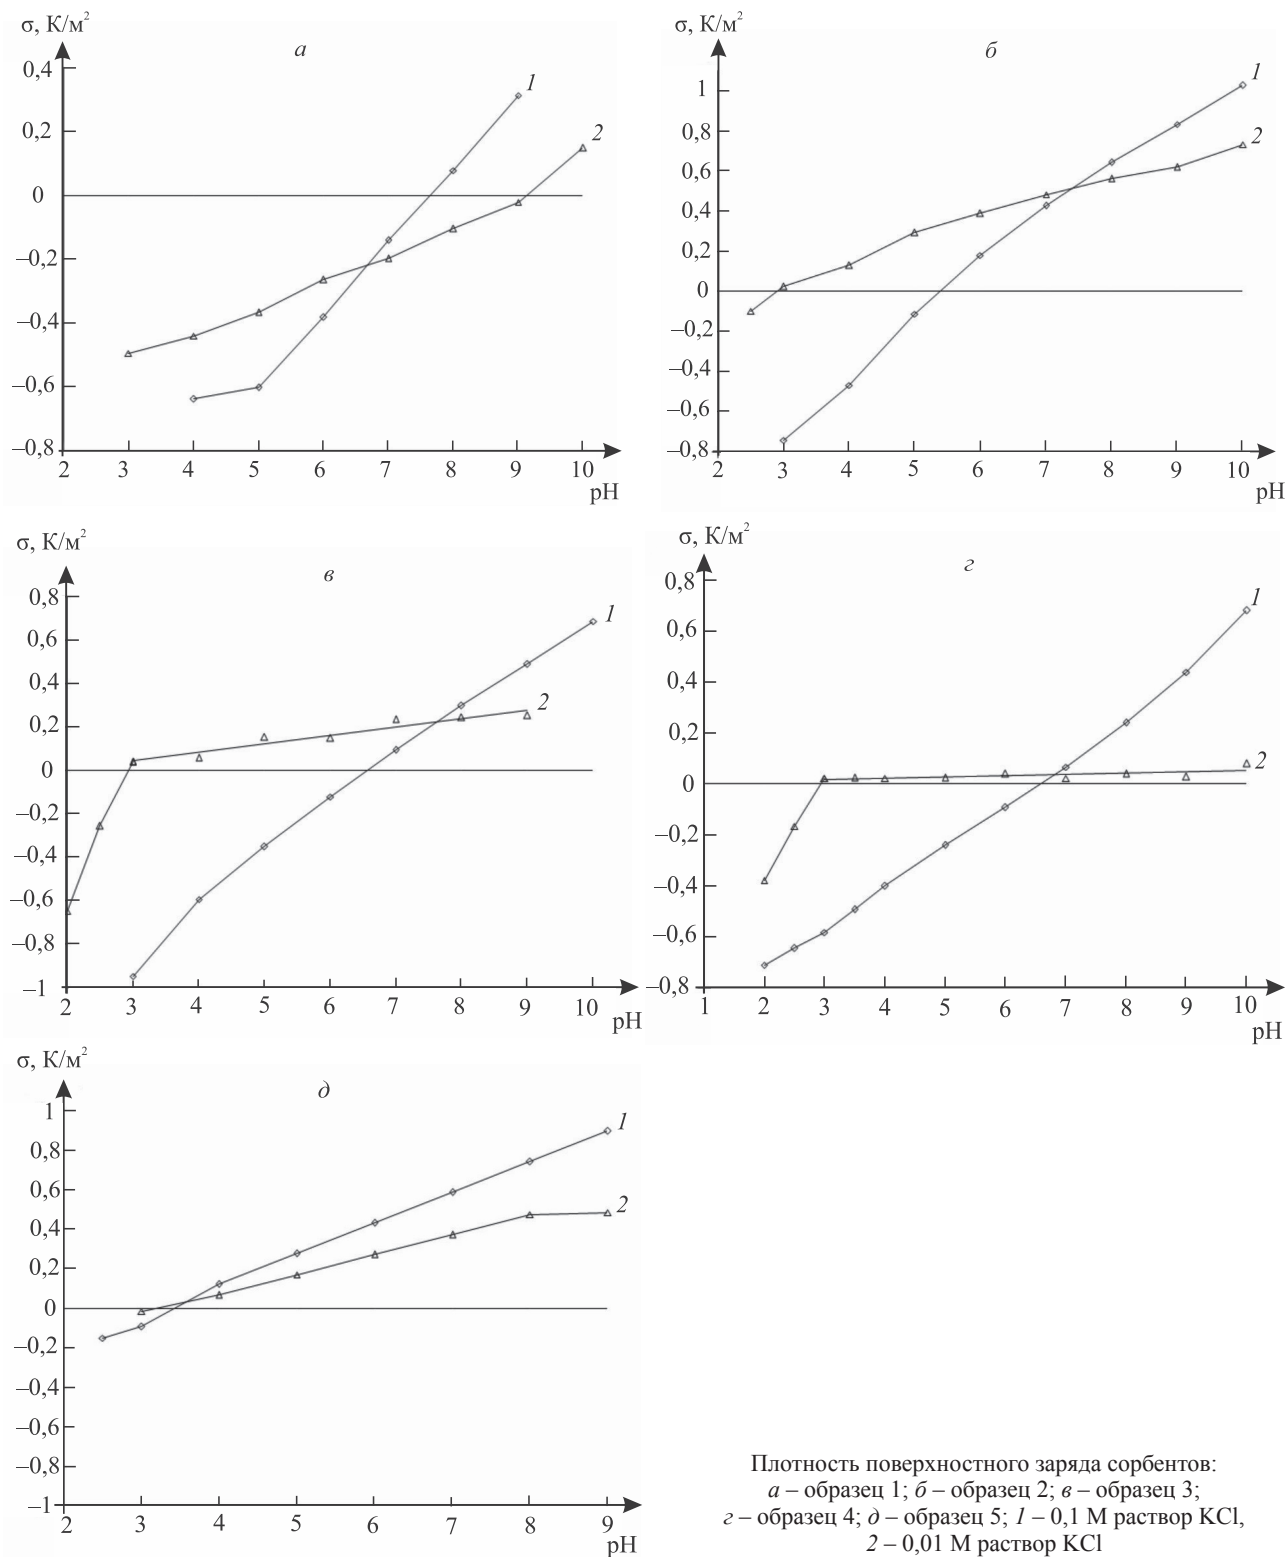 σ, К/м²
а
0,4
0,2
0
–0,2
–0,4
–0,6
–0,8
1
2
2 3 4 5 6 7 8 9 10
pH
σ, К/м²
б
1
0,8
0,6
0,4
0,2
0
–0,2
–0,4
–0,6
–0,8
1
2
2 3 4 5 6 7 8 9 10
pH
σ, К/м²
в
0,8
0,6
0,4
0,2
0
–0,2
–0,4
–0,6
–0,8
–1
1
2
2 3 4 5 6 7 8 9 10
pH
σ, К/м²
г
0,8
0,6
0,4
0,2
0
–0,2
–0,4
–0,6
–0,8
1
2
1 2 3 4 5 6 7 8 9 10
pH
σ, К/м²
д
1
0,8
0,6
0,4
0,2
0
–0,2
–0,4
–0,6
–0,8
–1
1
2
2 3 4 5 6 7 8 9
pH
Плотность поверхностного заряда сорбентов:
а – образец 1; б – образец 2; в – образец 3;
г – образец 4; д – образец 5; 1 – 0,1 М раствор KCl,
2 – 0,01 М раствор KCl